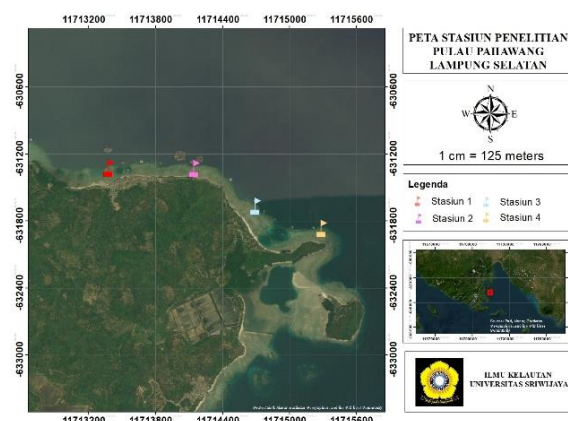 11713200 11713800 11714400 11715000 11715600
-630600
-631200
-631800
-632400
-633000
-630600
-631200
-631800
-632400
-633000
11713200 11713800 11714400 11715000 11715600
PETA STASIUN PENELITIAN
PULAU PAHAWANG
LAMPUNG SELATAN
N
W E
S
1 cm = 125 meters
Legenda
Stasiun 1 Stasiun 3
Stasiun 2 Stasiun 4
ILMU KELAUTAN
UNIVERSITAS SRIWIJAYA